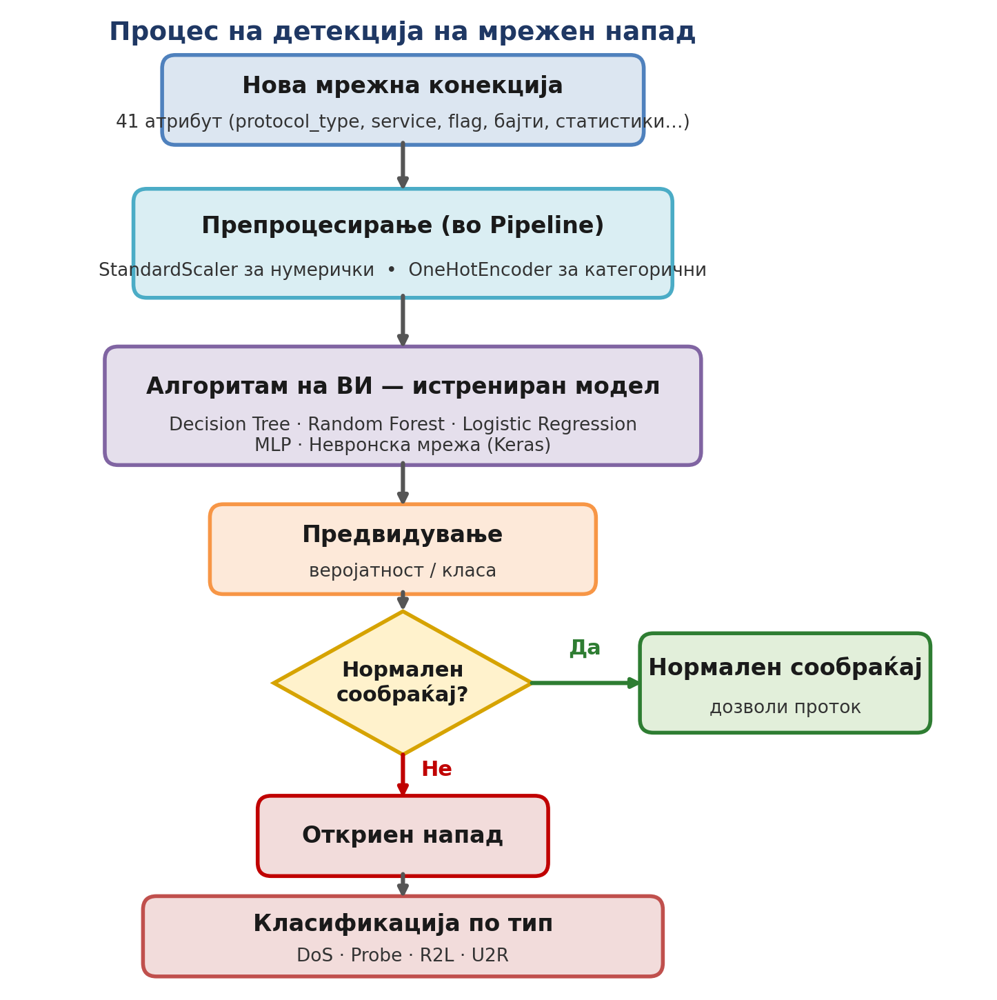 Процес на детекција на мрежен напад
Нова мрежна конекција
41 атрибут (protocol_type, service, flag, бајти, статистики…)
Препроцесирање (во Pipeline)
StandardScaler за нумерички • OneHotEncoder за категорични
Алгоритам на ВИ — истрениран модел
Decision Tree · Random Forest · Logistic Regression
MLP · Невронска мрежа (Keras)
Предвидување
веројатност / класа
Нормален
сообраќај?
Да
Нормален сообраќај
дозволи проток
Не
Откриен напад
Класификација по тип
DoS · Probe · R2L · U2R